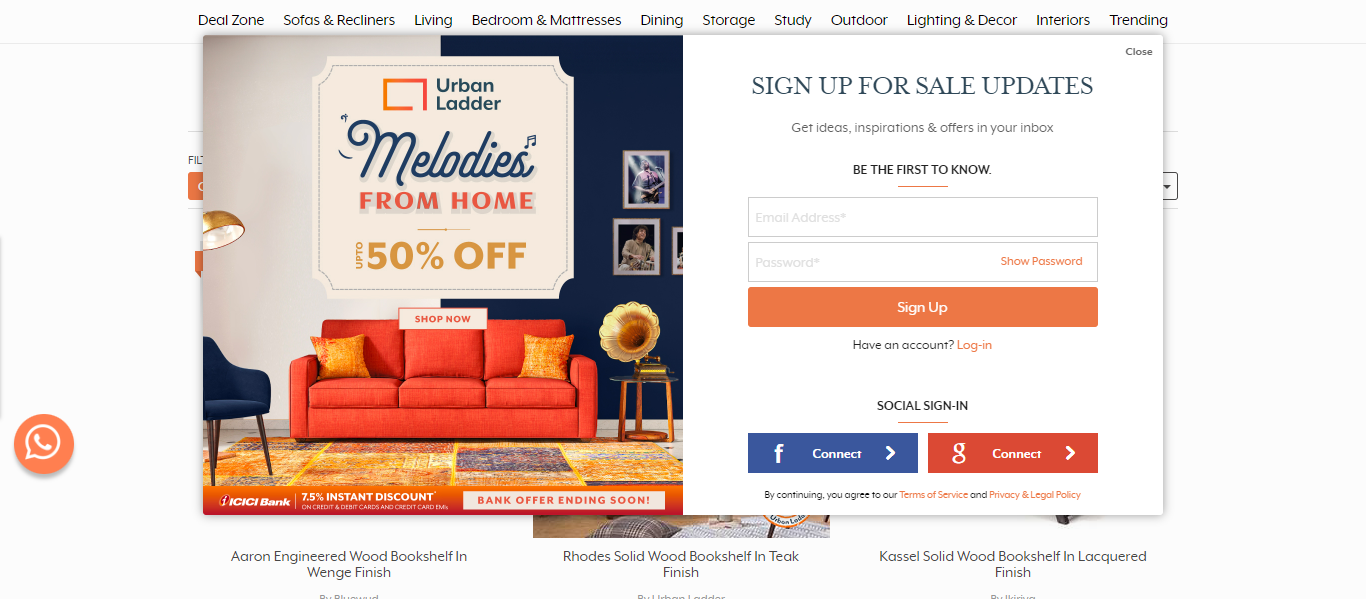 Deal Zone Sofas & Recliners Living Bedroom & Mattresses Dining Storage Study Outdoor Lighting & Decor Interiors Trending
Close
Urban
Ladder
Melodies
FROM HOME
UPTO 50% OFF
SHOP NOW
ICICI Bank 7.5% INSTANT DISCOUNT*
ON CREDIT & DEBIT CARDS AND CREDIT CARD EMIs
BANK OFFER ENDING SOON!
SIGN UP FOR SALE UPDATES
Get ideas, inspirations & offers in your inbox
BE THE FIRST TO KNOW.
Email Address*
Password* Show Password
Sign Up
Have an account? Log-in
SOCIAL SIGN-IN
f Connect
g Connect
By continuing, you agree to our Terms of Service and Privacy & Legal Policy
Urban Ladder
Aaron Engineered Wood Bookshelf In
Wenge Finish
Rhodes Solid Wood Bookshelf In Teak
Finish
Kassel Solid Wood Bookshelf In Lacquered
Finish
By Bluewud
By Urban Ladder